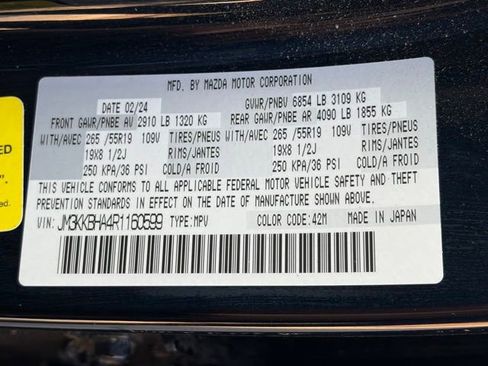 MFD. BY MAZDA MOTOR CORPORATION
DATE 02/24 GVWR/PNBV 6854 LB 3109 KG
FRONT GAWR/PNBE AV 2910 LB 1320 KG REAR GAWR/PNBE AR 4090 LB 1855 KG
WITH/AVEC 265 /55R19 109V TIRES/PNEUS WITH/AVEC 265 /55R19 109V TIRES/PNEUS
19X8 1/2J RIMS/JANTES 19X8 1/2J RIMS/JANTES
250 KPA/36 PSI COLD/A FROID 250 KPA/36 PSI COLD/A FROID
THIS VEHICLE CONFORMS TO ALL APPLICABLE FEDERAL MOTOR VEHICLE SAFETY AND THEFT
PREVENTION STANDARDS IN EFFECT ON THE DATE OF MANUFACTURE SHOWN ABOVE.
VIN: JM3KKBHA4R1160599 TYPE:MPV COLOR CODE:42M MADE IN JAPAN